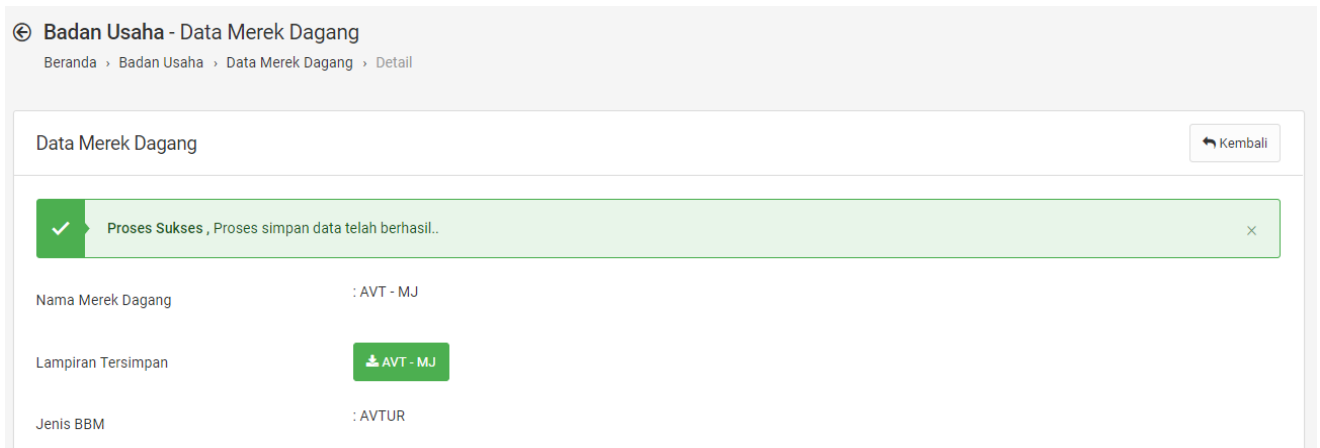 Badan Usaha - Data Merek Dagang
Beranda › Badan Usaha › Data Merek Dagang › Detail
Data Merek Dagang
Kembali
Proses Sukses , Proses simpan data telah berhasil..
×
Nama Merek Dagang : AVT - MJ
Lampiran Tersimpan AVT - MJ
Jenis BBM : AVTUR